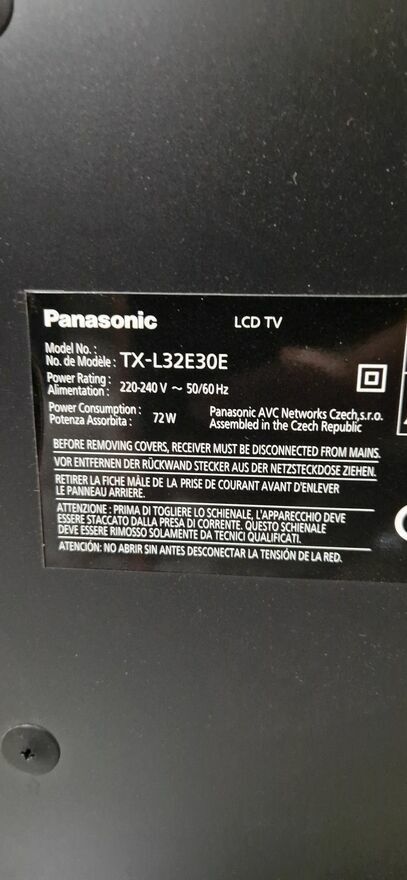 Panasonic
LCD TV
Model No. :
No. de Modèle :
TX-L32E30E
Power Rating :
Alimentation :
220-240 V ~ 50/60 Hz
Power Consumption :
Potenza Assorbita :
72 W
Panasonic AVC Networks Czech,s.r.o.
Assembled in the Czech Republic
BEFORE REMOVING COVERS, RECEIVER MUST BE DISCONNECTED FROM MAINS.
VOR ENTFERNEN DER RÜCKWAND STECKER AUS DER NETZSTECKDOSE ZIEHEN.
RETIRER LA FICHE MÂLE DE LA PRISE DE COURANT AVANT D'ENLEVER
LE PANNEAU ARRIERE.
ATTENZIONE : PRIMA DI TOGLIERE LO SCHIENALE, L'APPARECCHIO DEVE
ESSERE STACCATO DALLA PRESA DI CORRENTE. QUESTO SCHIENALE
DEVE ESSERE RIMOSSO SOLAMENTE DA TECNICI QUALIFICATI.
ATENCIÓN: NO ABRIR SIN ANTES DESCONECTAR LA TENSIÓN DE LA RED.